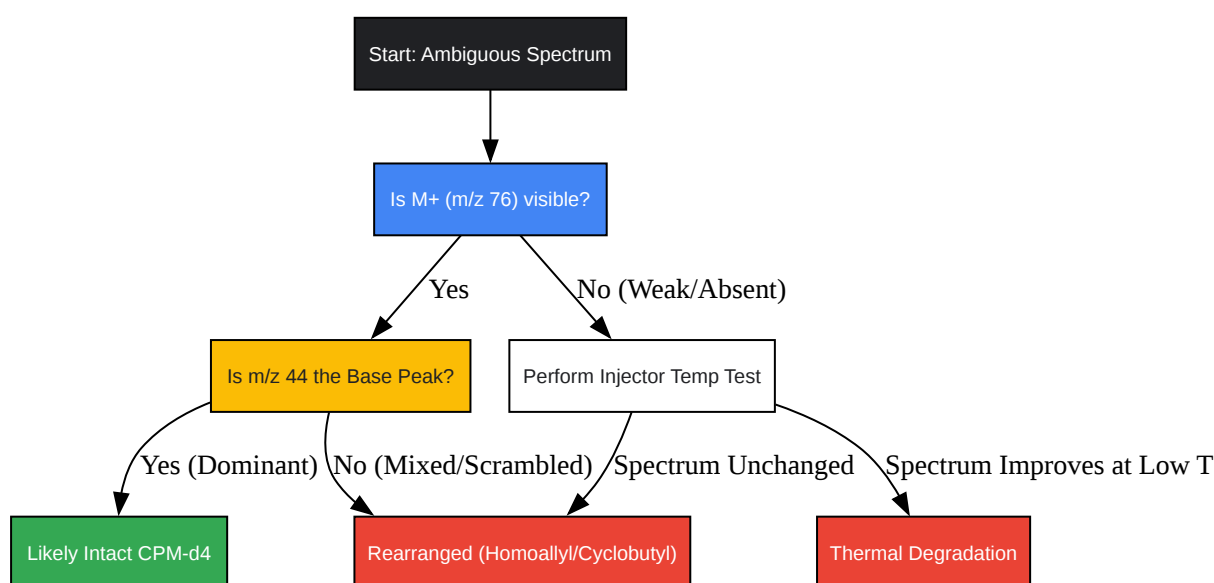 Start: Ambiguous Spectrum
Is M+ (m/z 76) visible?
Yes
No (Weak/Absent)
Is m/z 44 the Base Peak?
Perform Injector Temp Test
Yes (Dominant)
No (Mixed/Scrambled)
Spectrum Unchanged
Spectrum Improves at Low T
Likely Intact CPM-d4
Rearranged (Homoallyl/Cyclobutyl)
Thermal Degradation